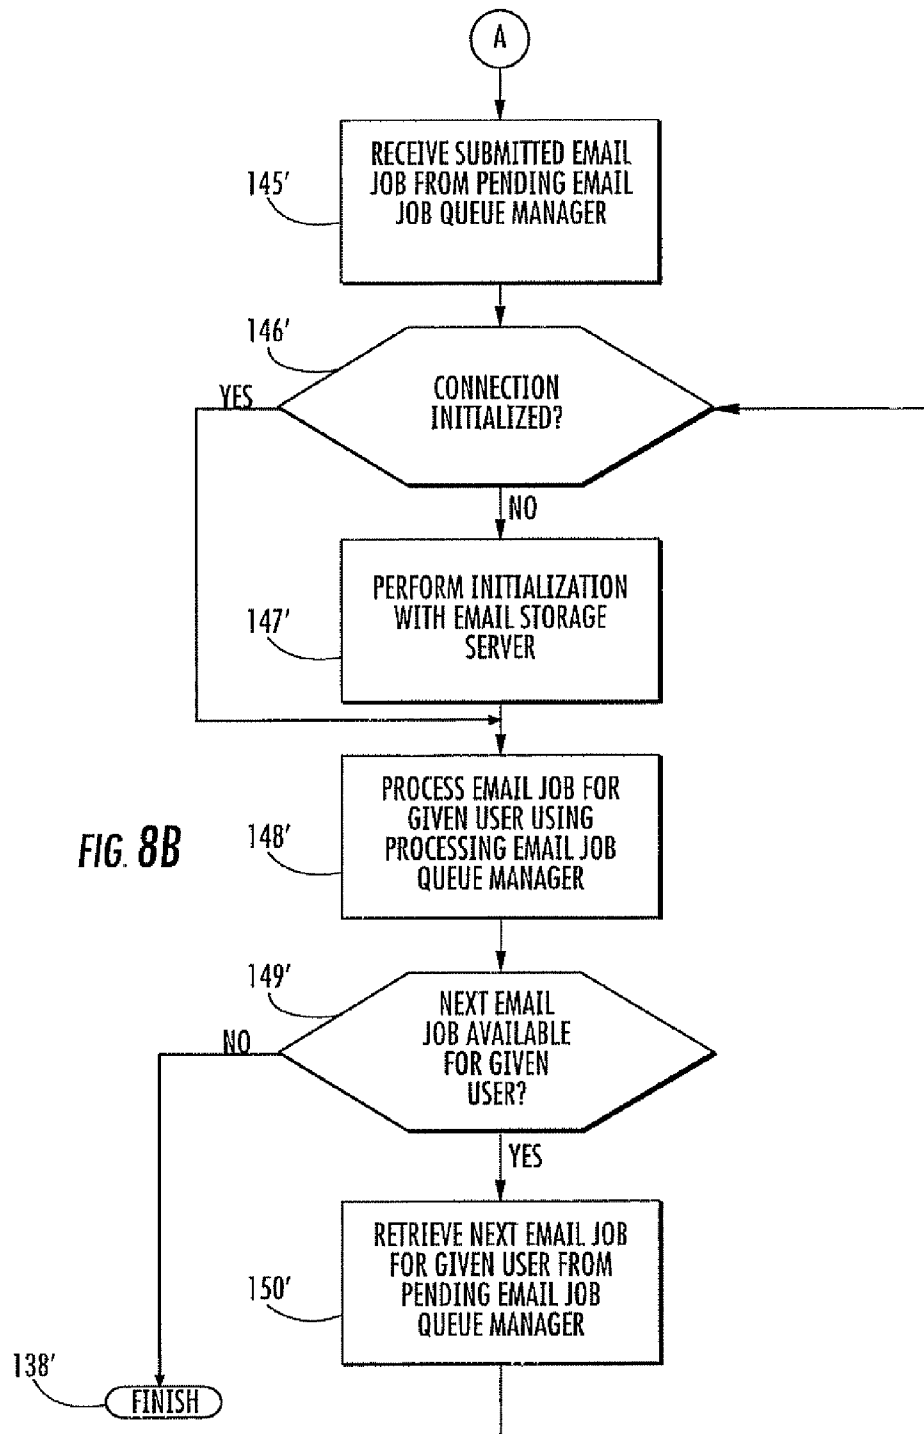 A
RECEIVE SUBMITTED EMAIL
JOB FROM PENDING EMAIL
JOB QUEUE MANAGER
145'
146'
YES
CONNECTION
INITIALIZED?
NO
PERFORM INITIALIZATION
WITH EMAIL STORAGE
SERVER
147'
PROCESS EMAIL JOB FOR
GIVEN USER USING
PROCESSING EMAIL JOB
QUEUE MANAGER
148'
FIG. 8B
149'
NO
NEXT EMAIL
JOB AVAILABLE
FOR GIVEN
USER?
YES
RETRIEVE NEXT EMAIL JOB
FOR GIVEN USER FROM
PENDING EMAIL JOB
QUEUE MANAGER
150'
138'
FINISH